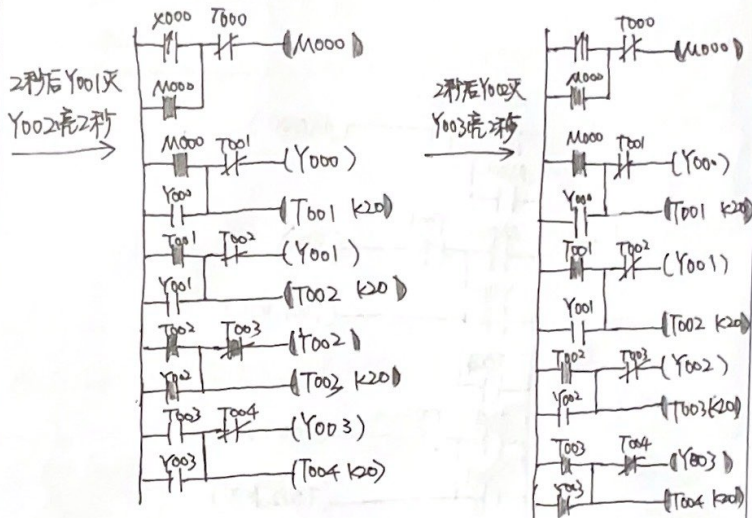 X000 T000
(M000)
M000
2秒后Y001灭
Y002亮2秒
M000 T001
(Y000)
Y000
(T001 K20)
T001 T002
(Y001)
Y001
(T002 K20)
T002 T003
(Y002)
Y002
(T003 K20)
T003 T004
(Y003)
Y003
(T004 K20)
T000
(M000)
M000
2秒后Y002灭
Y003亮2秒
M000 T001
(Y000)
Y000
(T001 K20)
T001 T002
(Y001)
Y001
(T002 K20)
T002 T003
(Y002)
Y002
(T003 K20)
T003 T004
(Y003)
Y003
(T004 K20)